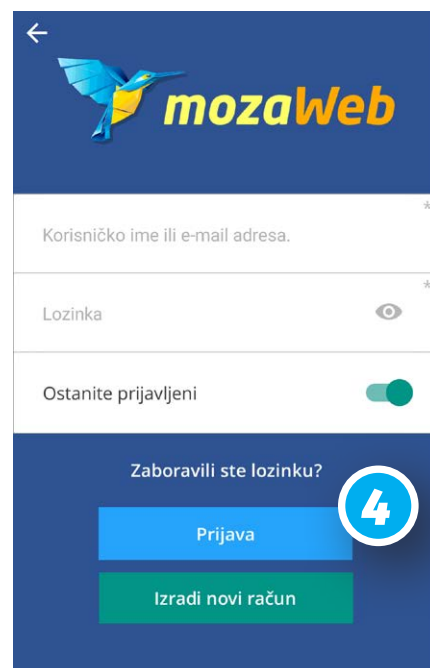 mozaWeb
*
Korisničko ime ili e-mail adresa.
*
Lozinka
Ostanite prijavljeni
Zaboravili ste lozinku?
4
Prijava
Izradi novi račun